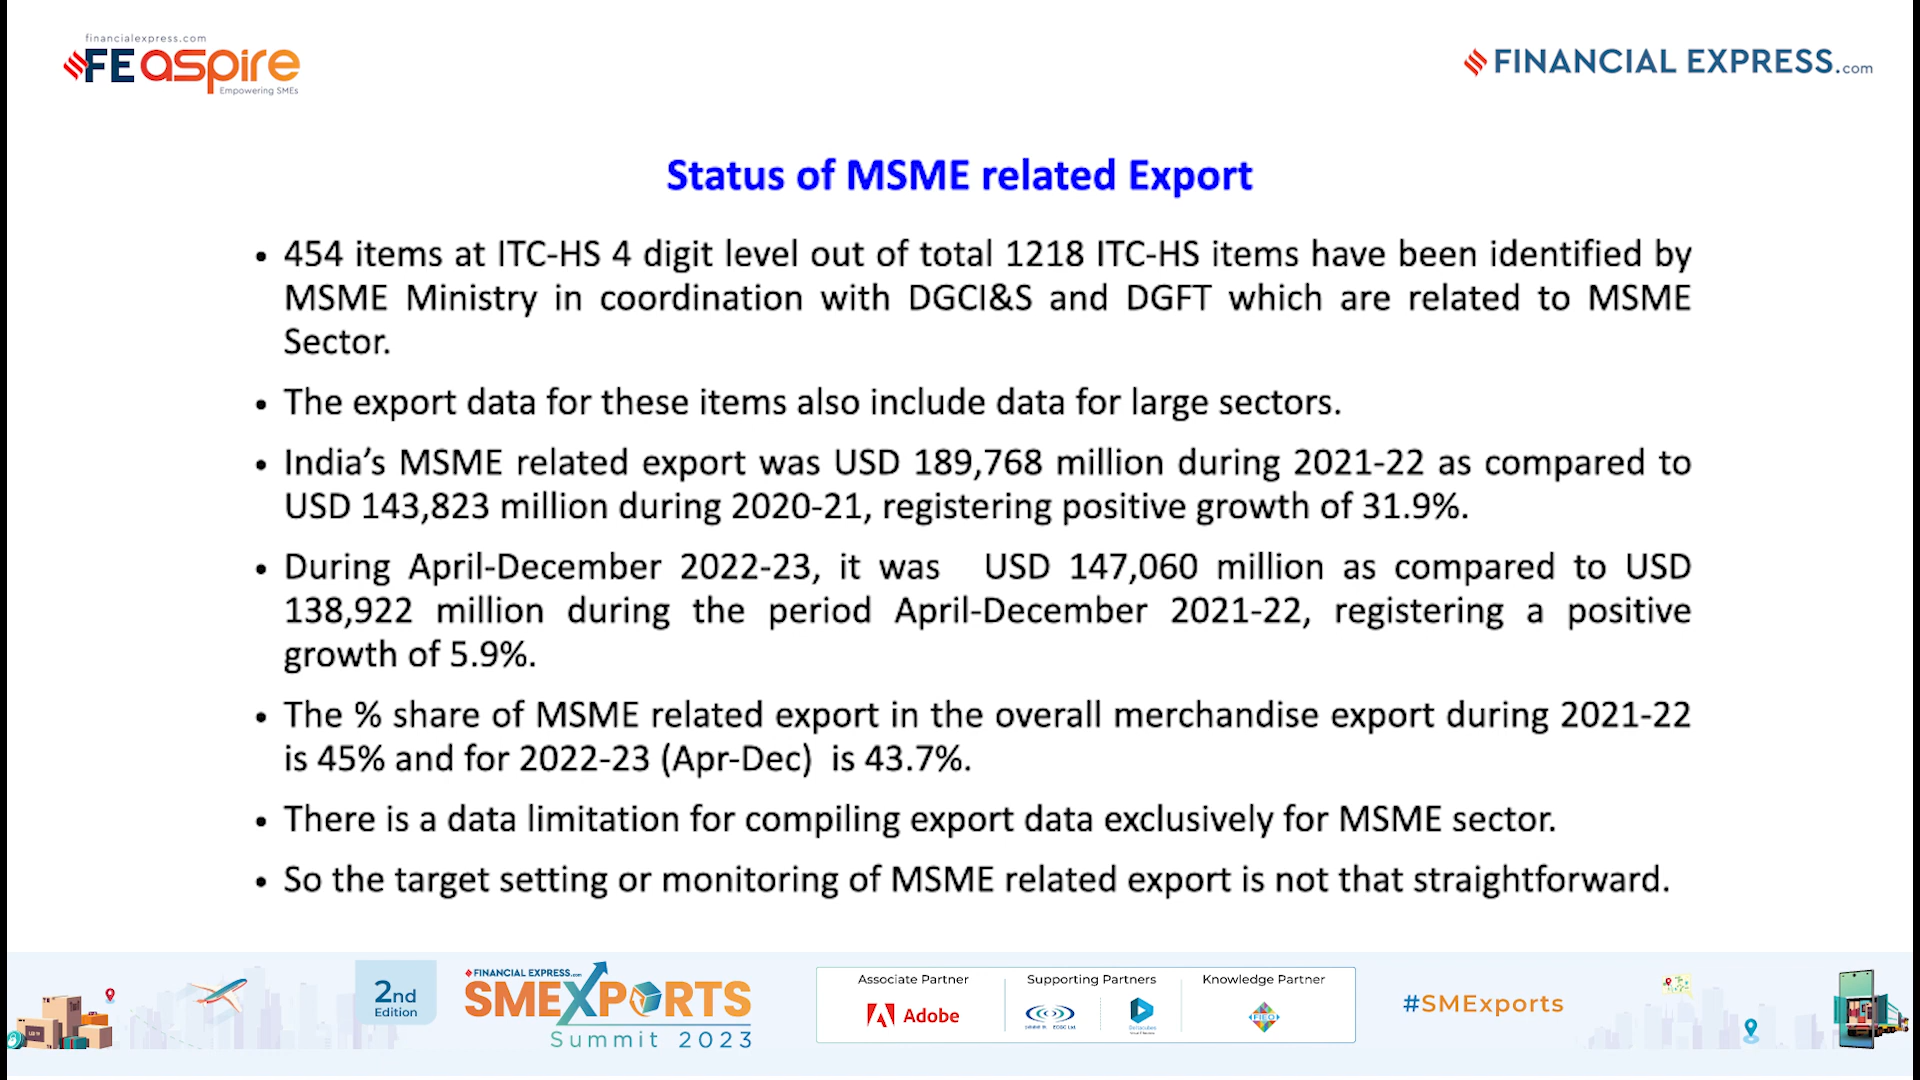 financialexpress.com
FE aspire
Empowering SMEs
FINANCIAL EXPRESS.com
Status of MSME related Export
• 454 items at ITC-HS 4 digit level out of total 1218 ITC-HS items have been identified by
MSME Ministry in coordination with DGCI&S and DGFT which are related to MSME
Sector.
• The export data for these items also include data for large sectors.
• India’s MSME related export was USD 189,768 million during 2021-22 as compared to
USD 143,823 million during 2020-21, registering positive growth of 31.9%.
• During April-December 2022-23, it was USD 147,060 million as compared to USD
138,922 million during the period April-December 2021-22, registering a positive
growth of 5.9%.
• The % share of MSME related export in the overall merchandise export during 2021-22
is 45% and for 2022-23 (Apr-Dec) is 43.7%.
• There is a data limitation for compiling export data exclusively for MSME sector.
• So the target setting or monitoring of MSME related export is not that straightforward.
2nd
Edition
FINANCIAL EXPRESS.com
SMEXPORTS
Summit 2023
Associate Partner
Adobe
Supporting Partners
ECGC Ltd.
Knowledge Partner
FIEO
#SMExports